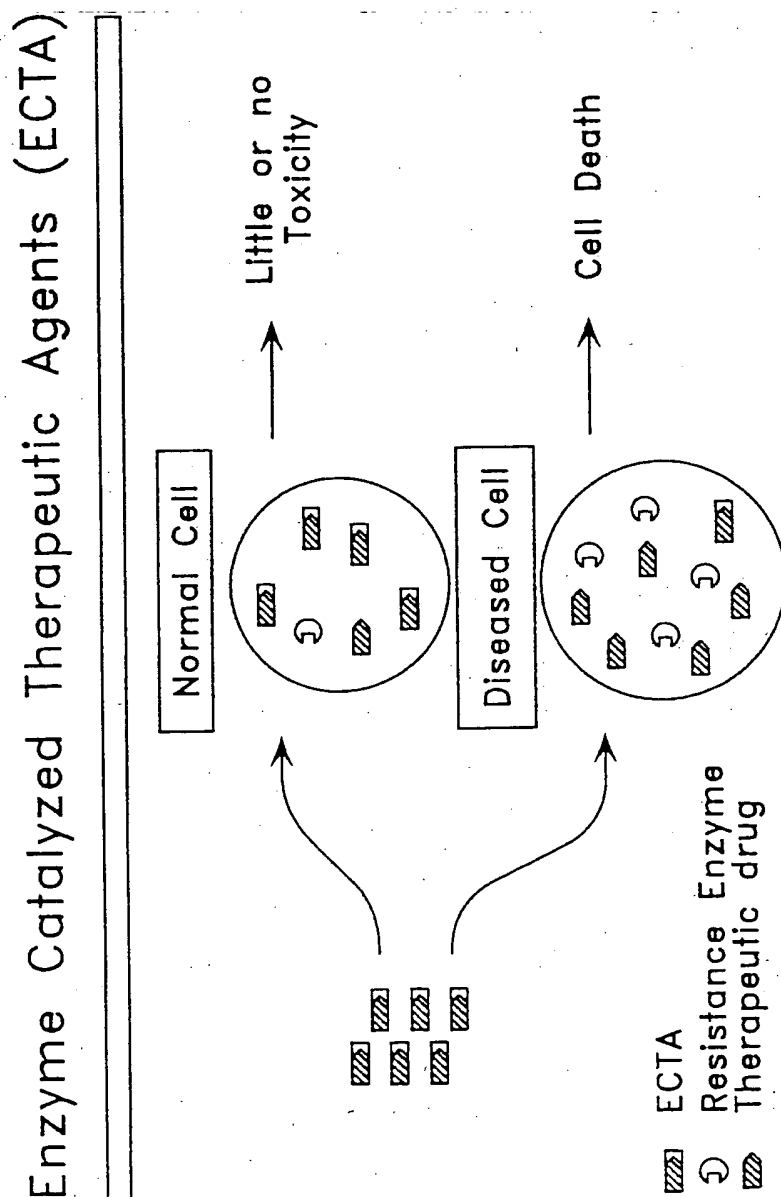 Enzyme Catalyzed Therapeutic Agents (ECTA)
Normal Cell
Little or no
Toxicity
Diseased Cell
Cell Death
ECTA
Resistance Enzyme
Therapeutic drug